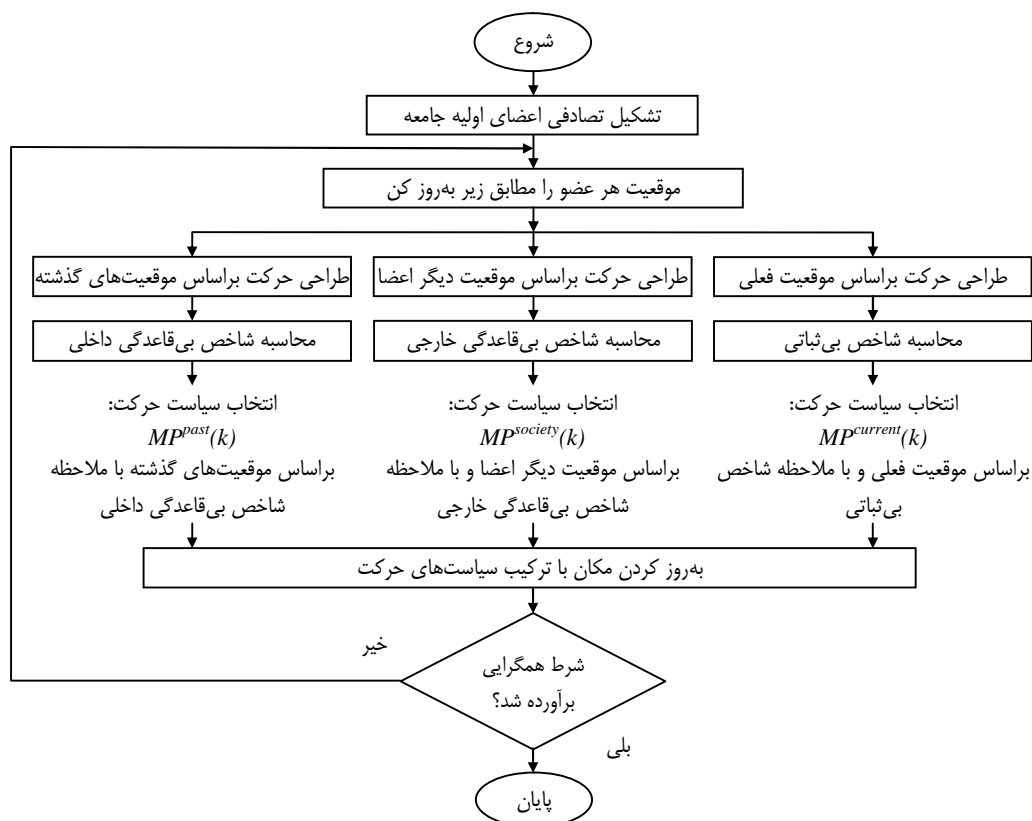 شروع
تشکیل تصادفی اعضای اولیه جامعه
موقعیت هر عضو را مطابق زیر به‌روز کن
طراحی حرکت براساس موقعیت فعلی
محاسبه شاخص بی‌ثباتی
انتخاب سیاست حرکت:
MP^current(k)
براساس موقعیت فعلی و با ملاحظه شاخص
بی‌ثباتی
طراحی حرکت براساس موقعیت دیگر اعضا
محاسبه شاخص بی‌قاعدگی خارجی
انتخاب سیاست حرکت:
MP^society(k)
براساس موقعیت دیگر اعضا و با ملاحظه
شاخص بی‌قاعدگی خارجی
طراحی حرکت براساس موقعیت‌های گذشته
محاسبه شاخص بی‌قاعدگی داخلی
انتخاب سیاست حرکت:
MP^past(k)
براساس موقعیت‌های گذشته با ملاحظه
شاخص بی‌قاعدگی داخلی
به‌روز کردن مکان با ترکیب سیاست‌های حرکت
شرط همگرایی
برآورده شد؟
خیر
بلی
پایان